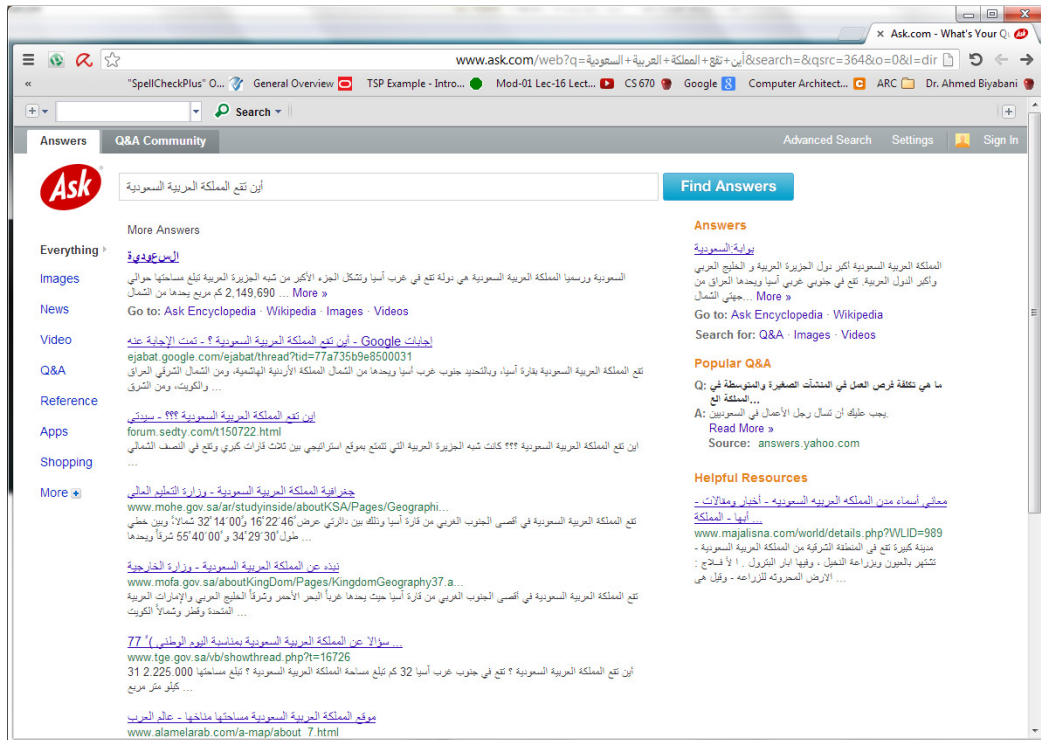 Ask.com - What's Your Qu
www.ask.com/web?q=أين+تقع+المملكة+العربية+السعودية&search=&qsrc=364&o=0&l=dir
"SpellCheckPlus" O... General Overview TSP Example - Intro... Mod-01 Lec-16 Lect... CS 670 Google Computer Architect... ARC Dr. Ahmed Biyabani
Search
Answers Q&A Community Advanced Search Settings Sign In
Ask
أين تقع المملكة العربية السعودية
Find Answers
Everything
Images
News
Video
Q&A
Reference
Apps
Shopping
More
More Answers
السعودية
السعودية ورسميا المملكة العربية السعودية هي دولة تقع في غرب آسيا وتشكل الجزء الأكبر من شبه الجزيرة العربية تبلغ مساحتها حوالي
2,149,690 كم مربع يحدها من الشمال ... More »
Go to: Ask Encyclopedia · Wikipedia · Images · Videos
إجابات Google - أين تقع المملكة العربية السعودية ؟ - تمت الإجابة عنه
ejabat.google.com/ejabat/thread?tid=77a735b9e8500031
تقع المملكة العربية السعودية بقارة آسيا، وبالتحديد جنوب غرب آسيا ويحدها من الشمال المملكة الأردنية الهاشمية، ومن الشمال الشرقي العراق
والكويت، ومن الشرق ...
اين تقع المملكة العربية السعودية ؟؟؟ - سيدتي
forum.sedty.com/t150722.html
اين تقع المملكة العربية السعودية ؟؟؟ كانت شبه الجزيرة العربية التي تتمتع بموقع استراتيجي بين ثلاث قارات كبري وتقع في النصف الشمالي
...
جغرافية المملكة العربية السعودية - وزارة التعليم العالي
www.mohe.gov.sa/ar/studyinside/aboutKSA/Pages/Geographi...
تقع المملكة العربية السعودية في أقصى الجنوب الغربي من قارة آسيا وذلك بين دائرتي عرض ْ46'22'16 و ْ00'14'32 شمالاً، وبين خطي
طول ْ30'29'34 و ْ00'40'55 شرقاً ويحدها ...
نبذه عن المملكة العربية السعودية - وزارة الخارجية
www.mofa.gov.sa/aboutKingDom/Pages/KingdomGeography37.a...
تقع المملكة العربية السعودية في أقصى الجنوب الغربي من قارة آسيا حيث يحدها غرباً البحر الأحمر وشرقاً الخليج العربي والإمارات العربية
المتحدة وقطر وشمالاً الكويت ...
77 ْ( سؤالا عن المملكة العربية السعودية بمناسبة اليوم الوطني ...
www.tge.gov.sa/vb/showthread.php?t=16726
أين تقع المملكة العربية السعودية ؟ تقع في جنوب غرب آسيا 32 كم تبلغ مساحة المملكة العربية السعودية ؟ تبلغ مساحتها 2.225.000 31
كيلو متر مربع ...
موقع المملكة العربية السعودية مساحتها مناخها - عالم العرب
www.alamelarab.com/a-map/about_7.html
Answers
بوابة:السعودية
المملكة العربية السعودية أكبر دول الجزيرة العربية و الخليج العربي
وأكبر الدول العربية. تقع في جنوبي غربي آسيا ويحدها العراق من
جهتي الشمال... More »
Go to: Ask Encyclopedia · Wikipedia
Search for: Q&A · Images · Videos
Popular Q&A
Q: ما هي تكلفة فرص العمل في المنشآت الصغيرة والمتوسطة في
المملكة الع...
A: يجب عليك أن تسأل رجل الأعمال في السعوديين.
Read More »
Source: answers.yahoo.com
Helpful Resources
معاني أسماء مدن المملكه العربيه السعوديه - أخبار ومقالات -
أبها - المملكة ...
www.majalisna.com/world/details.php?WLID=989
مدينة كبيرة تقع فى المنطقة الشرقية من المملكة العربية السعودية -
تشتهر بالعيون وبزراعة النخيل ، وفيها ابار البترول . ا لأ فـلاج :
الارض المحروثه للزراعه - وقيل هى ...